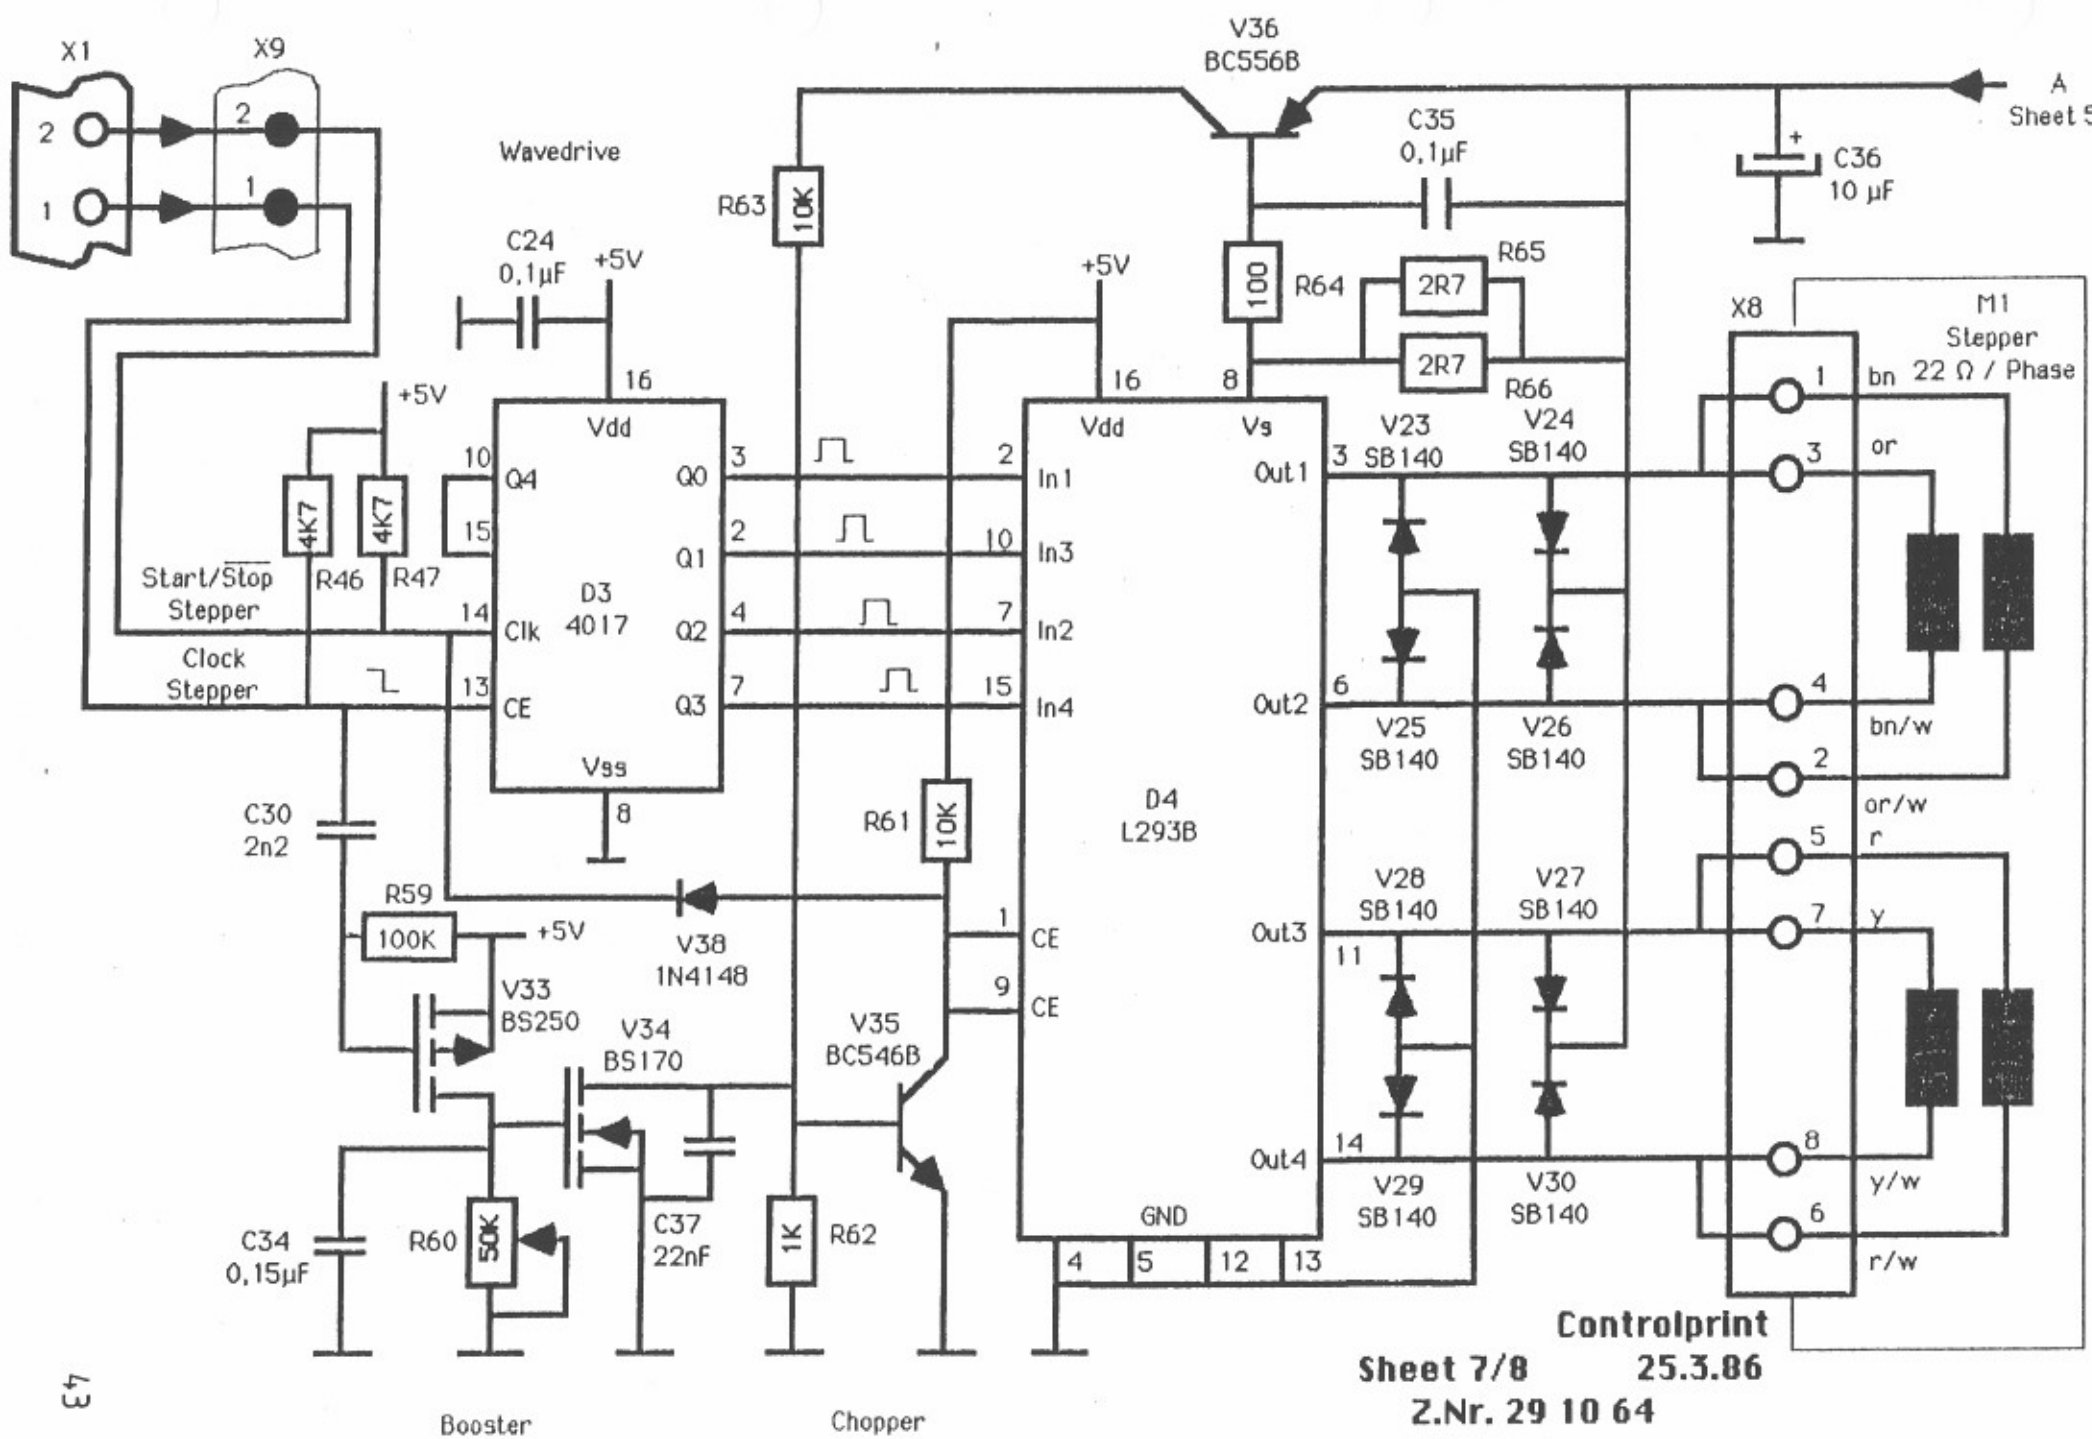 X1
X9
V36
BC556B
A
Sheet 5
2
2
1
1
Wavedrive
C35
0,1µF
+
C36
10 µF
R63
10K
C24
0,1µF
+5V
+5V
100
R64
R65
2R7
2R7
R66
X8
M1
Stepper
22 Ω / Phase
+5V
4K7
R46
4K7
R47
Start/Stop
Stepper
Clock
Stepper
16
Vdd
10
Q4
15
14
Clk
13
CE
D3
4017
Q0
3
Q1
2
Q2
4
Q3
7
Vss
8
16
Vdd
8
Vs
2
In1
10
In3
7
In2
15
In4
D4
L293B
1
CE
9
CE
GND
4
5
12
13
Out1
3
Out2
6
Out3
11
Out4
14
V23
SB140
V24
SB140
V25
SB140
V26
SB140
V28
SB140
V27
SB140
V29
SB140
V30
SB140
1
bn
3
or
4
bn/w
2
or/w
5
r
7
y
8
y/w
6
r/w
C30
2n2
R59
100K
+5V
V38
1N4148
R61
10K
V33
BS250
V34
BS170
V35
BC546B
C34
0,15µF
R60
50K
C37
22nF
1K
R62
Controlprint
Sheet 7/8
25.3.86
Z.Nr. 29 10 64
43
Booster
Chopper